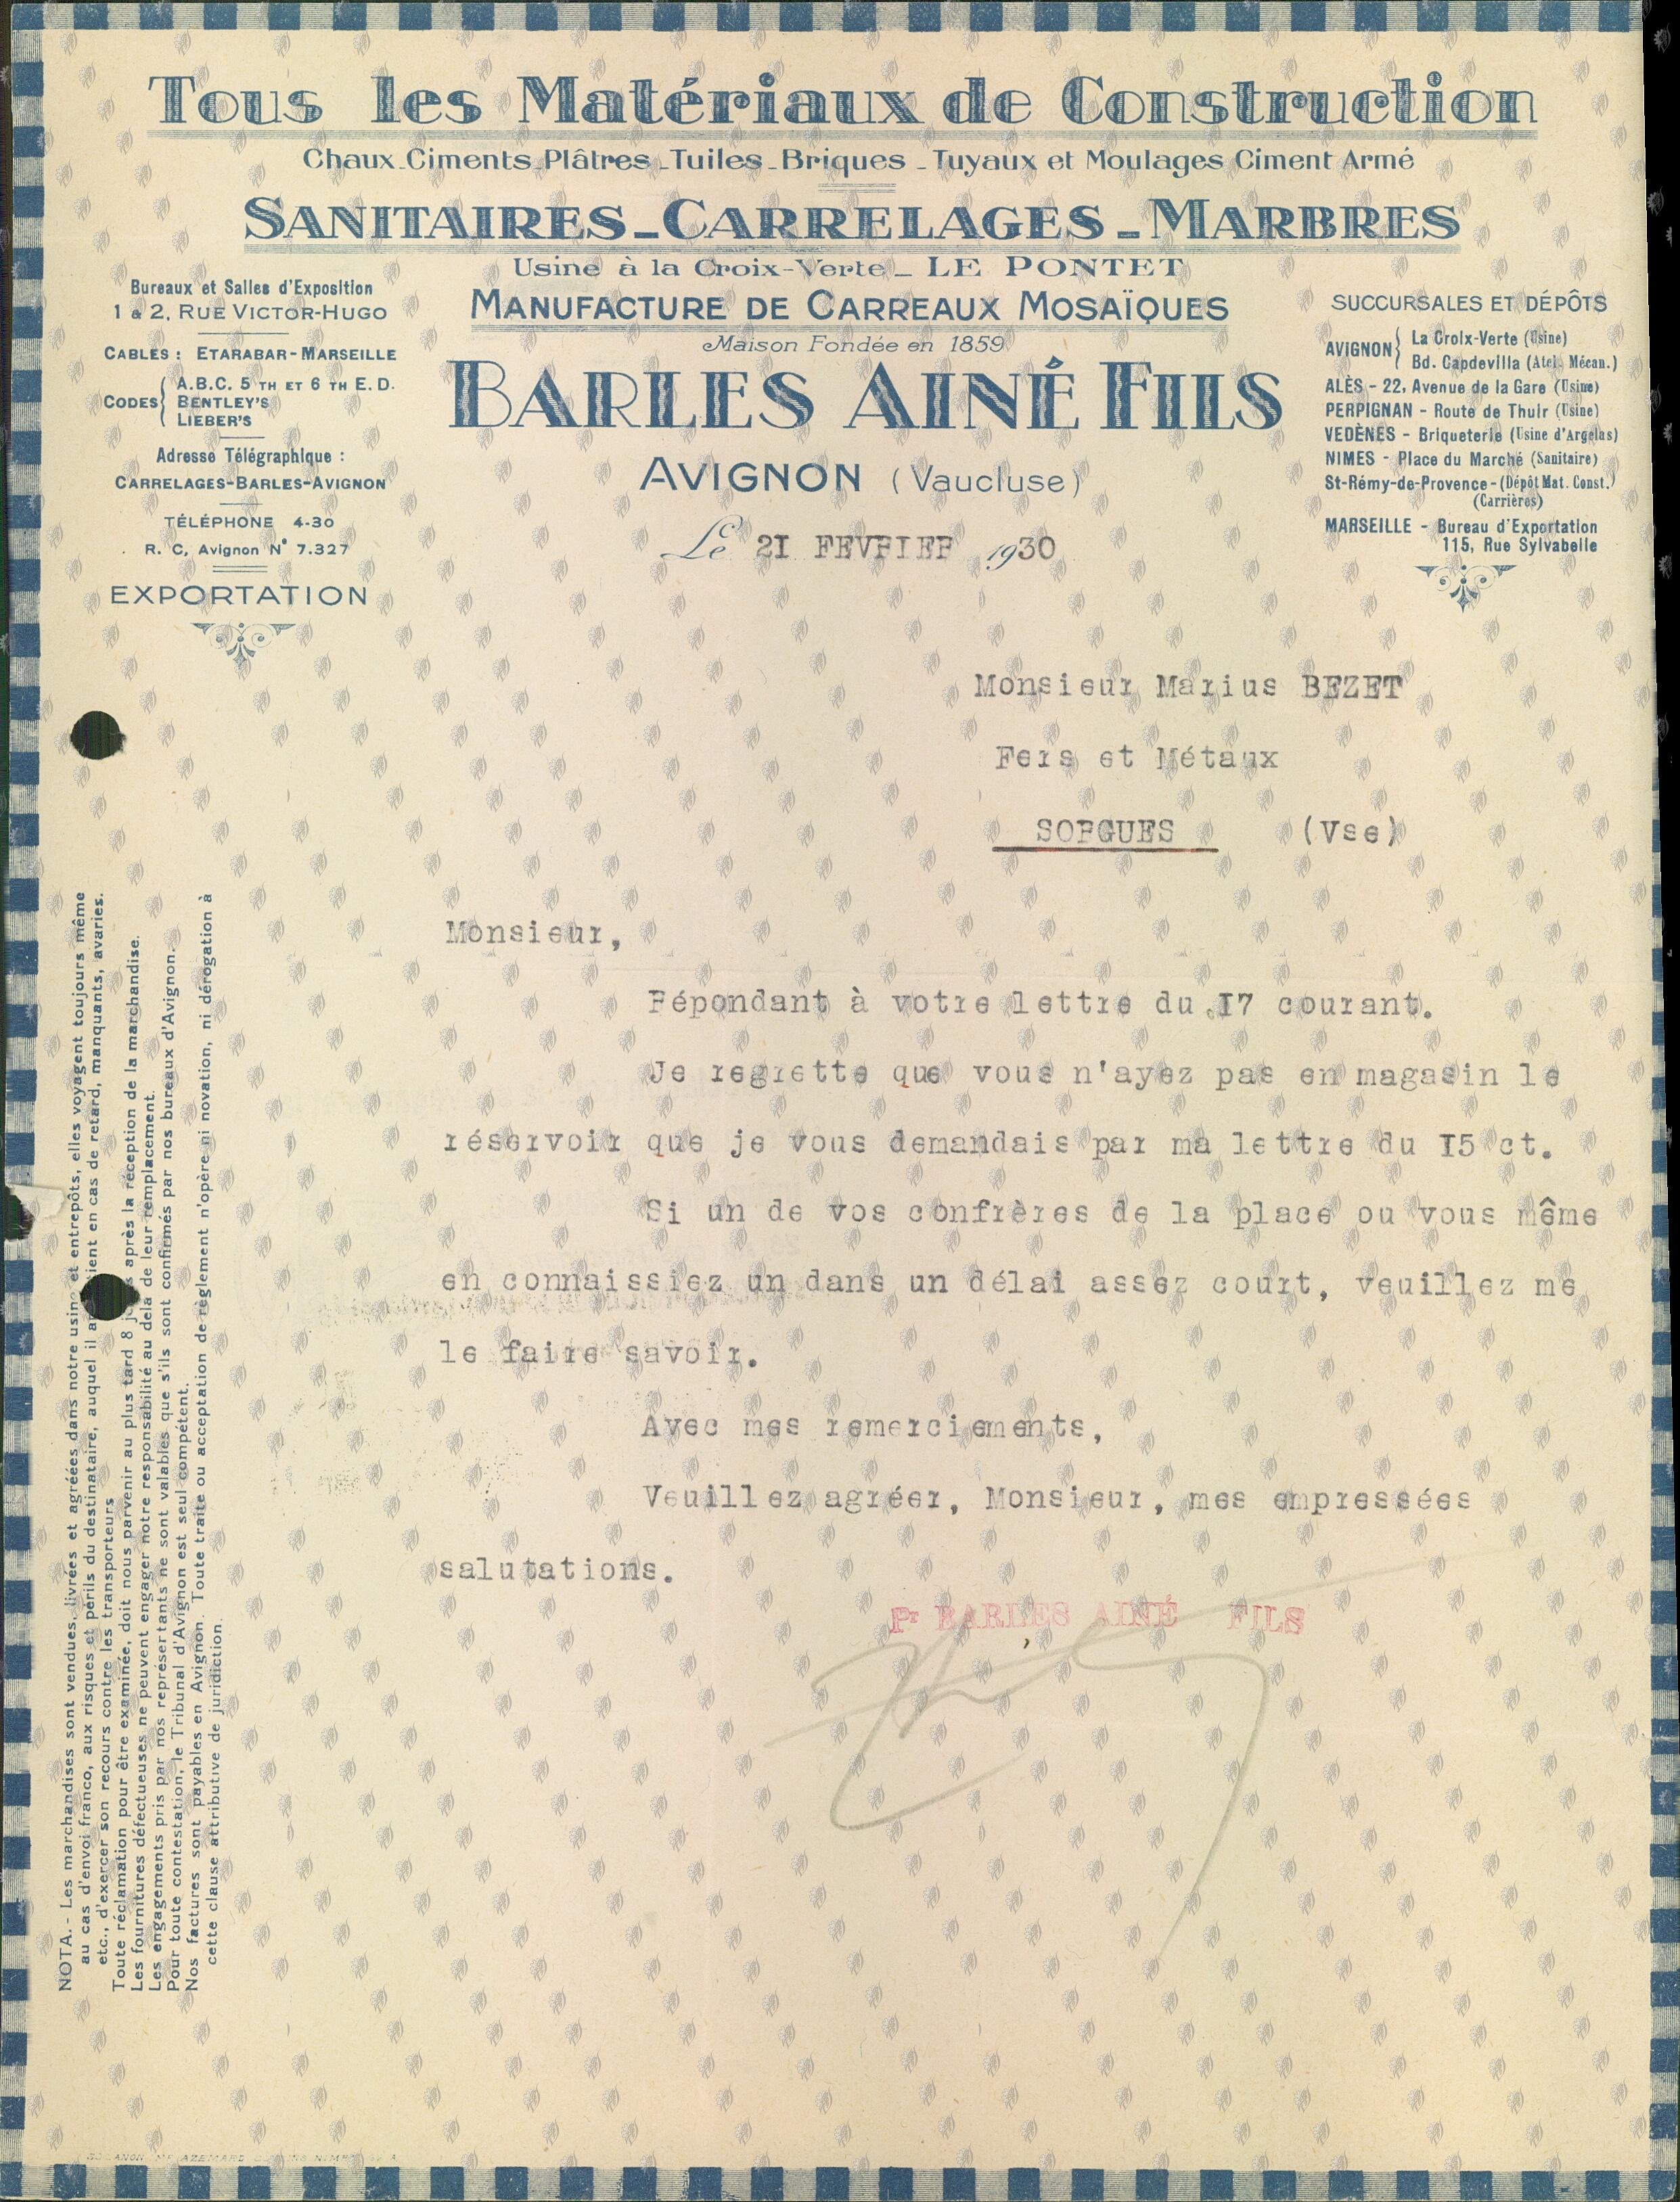 Tous les Matériaux de Construction
Chaux-Ciments-Plâtres-Tuiles-Briques-Tuyaux et Moulages Ciment Armé
SANITAIRES-CARRELAGES-MARBRES
Usine à la Croix-Verte - LE PONTET
MANUFACTURE DE CARREAUX MOSAÏQUES
Maison Fondée en 1859
BARLES AINÉ FILS
AVIGNON (Vaucluse)
Bureaux et Salles d'Exposition
1 & 2, RUE VICTOR-HUGO
CABLES : ETARABAR-MARSEILLE
CODES
A.B.C. 5 TH ET 6 TH E.D.
BENTLEY'S
LIEBER'S
Adresse Télégraphique :
CARRELAGES-BARLES-AVIGNON
TÉLÉPHONE 4-30
R. C. Avignon N° 7.327
EXPORTATION
SUCCURSALES ET DÉPÔTS
AVIGNON
La Croix-Verte (Usine)
Bd. Capdevilla (Atel. Mécan.)
ALÈS - 22, Avenue de la Gare (Usine)
PERPIGNAN - Route de Thuir (Usine)
VEDÈNES - Briqueterie (Usine d'Argelas)
NIMES - Place du Marché (Sanitaire)
St-Rémy-de-Provence - (Dépôt Mat. Const.)
(Carrières)
MARSEILLE - Bureau d'Exportation
115, Rue Sylvabelle
Le 21 FEVRIER 1930
Monsieur Marius BEZET
Fers et Métaux
SORGUES (Vse)
Monsieur,
Répondant à votre lettre du 17 courant.
Je regrette que vous n'ayez pas en magasin le
réservoir que je vous demandais par ma lettre du 15 ct.
Si un de vos confrères de la place ou vous même
en connaissiez un dans un délai assez court, veuillez me
le faire savoir.
Avec mes remerciements,
Veuillez agréer, Monsieur, mes empressées
salutations.
Pr BARLES AINÉ FILS
NOTA. - Les marchandises sont vendues, livrées et agréées dans notre usine et entrepôts, elles voyagent toujours même
au cas d'envoi franco, aux risques et périls du destinataire, auquel il appartient en cas de retard, manquants, avaries.
etc., d'exercer son recours contre les transporteurs
Toute réclamation pour être examinée, doit nous parvenir au plus tard 8 jours après la réception de la marchandise.
Les fournitures défectueuses ne peuvent engager notre responsabilité au delà de leur remplacement.
Les engagements pris par nos représentants ne sont valables que s'ils sont confirmés par nos bureaux d'Avignon.
Pour toute contestation, le Tribunal d'Avignon est seul compétent.
Nos factures sont payables en Avignon. Toute traite ou acceptation de règlement n'opère ni novation, ni dérogation à
cette clause attributive de juridiction.